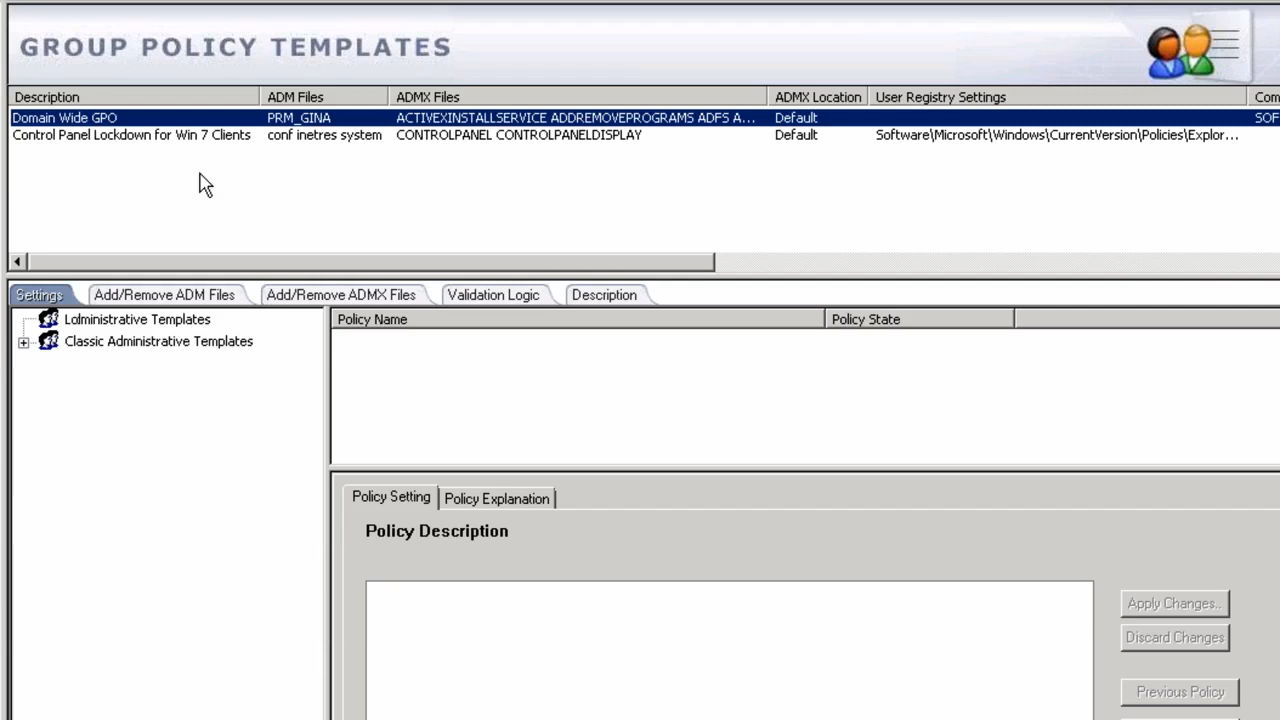 GROUP POLICY TEMPLATES
Description ADM Files ADMX Files ADMX Location User Registry Settings Com
Domain Wide GPO PRM_GINA ACTIVEXINSTALLSERVICE ADDREMOVEPROGRAMS ADFS A... Default SOF
Control Panel Lockdown for Win 7 Clients conf inetres system CONTROLPANEL CONTROLPANELDISPLAY Default Software\Microsoft\Windows\CurrentVersion\Policies\Explor...
Settings Add/Remove ADM Files Add/Remove ADMX Files Validation Logic Description
Ldministrative Templates Policy Name Policy State
Classic Administrative Templates
Policy Setting Policy Explanation
Policy Description
Apply Changes..
Discard Changes
Previous Policy